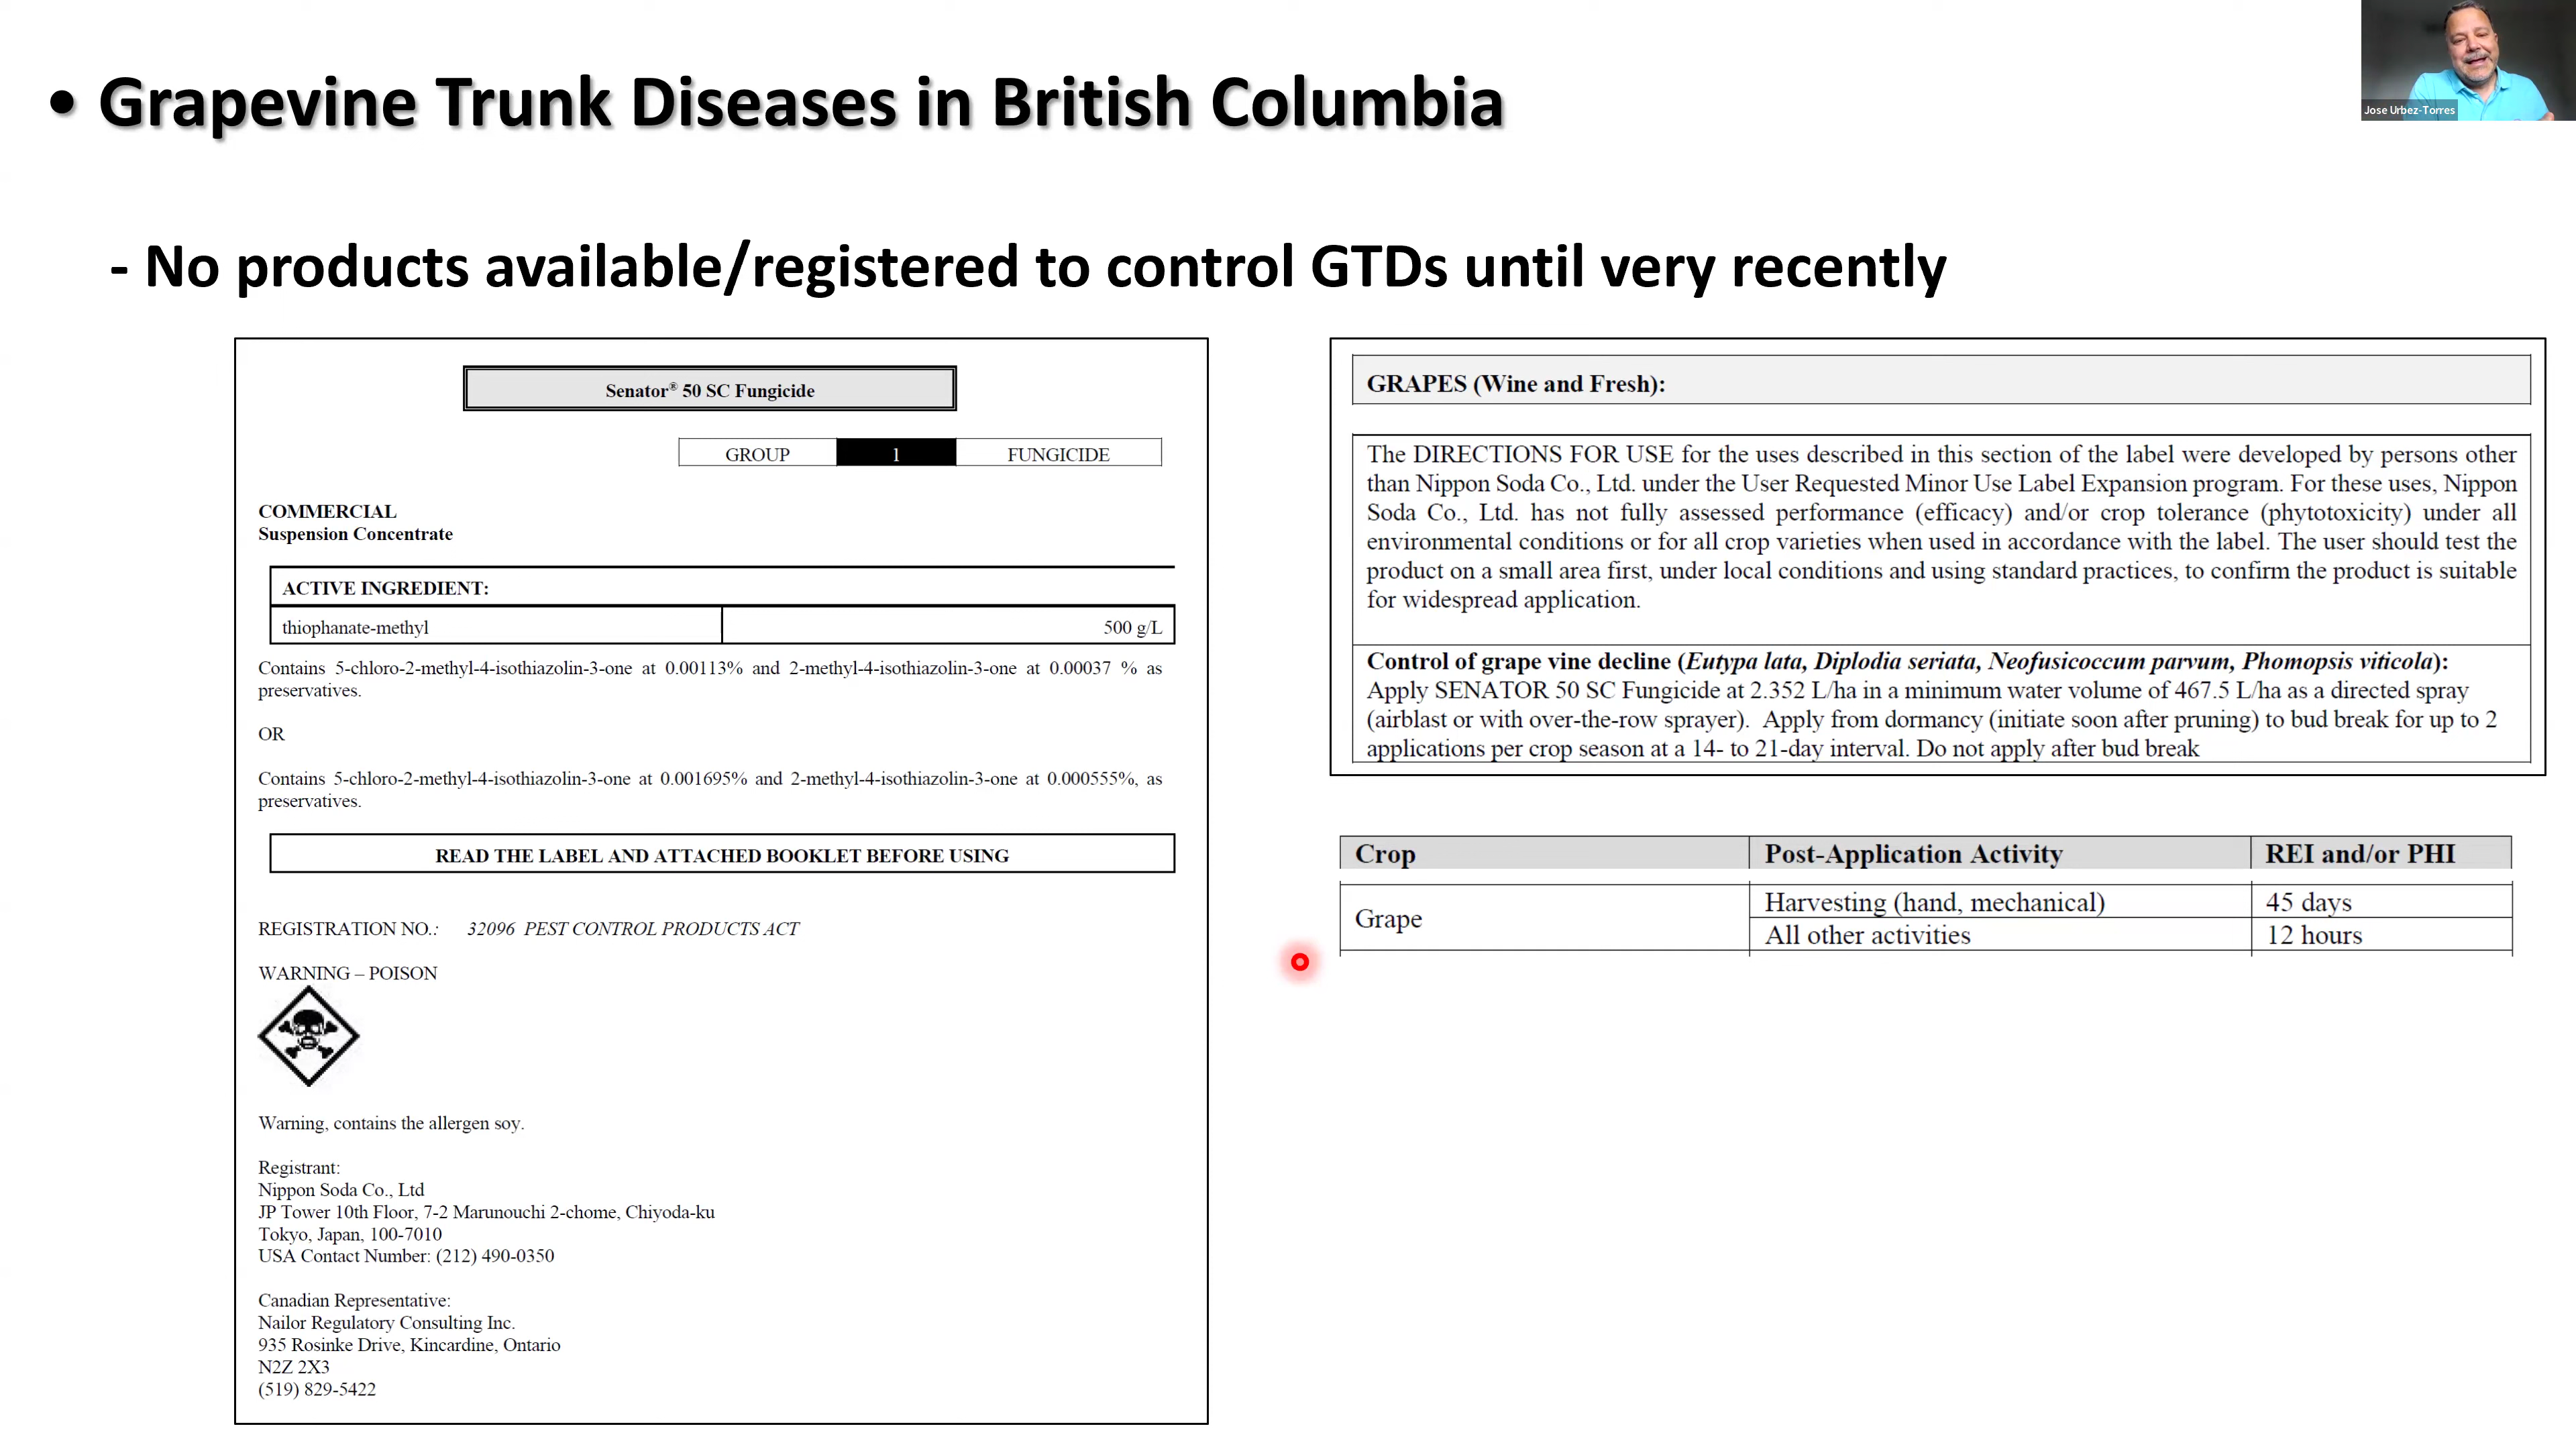 • Grapevine Trunk Diseases in British Columbia
Jose Urbez-Torres
- No products available/registered to control GTDs until very recently
Senator® 50 SC Fungicide
GROUP 1 FUNGICIDE
COMMERCIAL
Suspension Concentrate
ACTIVE INGREDIENT:
thiophanate-methyl 500 g/L
Contains 5-chloro-2-methyl-4-isothiazolin-3-one at 0.00113% and 2-methyl-4-isothiazolin-3-one at 0.00037 % as
preservatives.
OR
Contains 5-chloro-2-methyl-4-isothiazolin-3-one at 0.001695% and 2-methyl-4-isothiazolin-3-one at 0.000555%, as
preservatives.
READ THE LABEL AND ATTACHED BOOKLET BEFORE USING
REGISTRATION NO.: 32096 PEST CONTROL PRODUCTS ACT
WARNING – POISON
Warning, contains the allergen soy.
Registrant:
Nippon Soda Co., Ltd
JP Tower 10th Floor, 7-2 Marunouchi 2-chome, Chiyoda-ku
Tokyo, Japan, 100-7010
USA Contact Number: (212) 490-0350
Canadian Representative:
Nailor Regulatory Consulting Inc.
935 Rosinke Drive, Kincardine, Ontario
N2Z 2X3
(519) 829-5422
GRAPES (Wine and Fresh):
The DIRECTIONS FOR USE for the uses described in this section of the label were developed by persons other
than Nippon Soda Co., Ltd. under the User Requested Minor Use Label Expansion program. For these uses, Nippon
Soda Co., Ltd. has not fully assessed performance (efficacy) and/or crop tolerance (phytotoxicity) under all
environmental conditions or for all crop varieties when used in accordance with the label. The user should test the
product on a small area first, under local conditions and using standard practices, to confirm the product is suitable
for widespread application.
Control of grape vine decline (Eutypa lata, Diplodia seriata, Neofusicoccum parvum, Phomopsis viticola):
Apply SENATOR 50 SC Fungicide at 2.352 L/ha in a minimum water volume of 467.5 L/ha as a directed spray
(airblast or with over-the-row sprayer). Apply from dormancy (initiate soon after pruning) to bud break for up to 2
applications per crop season at a 14- to 21-day interval. Do not apply after bud break
Crop Post-Application Activity REI and/or PHI
Grape Harvesting (hand, mechanical) 45 days
All other activities 12 hours